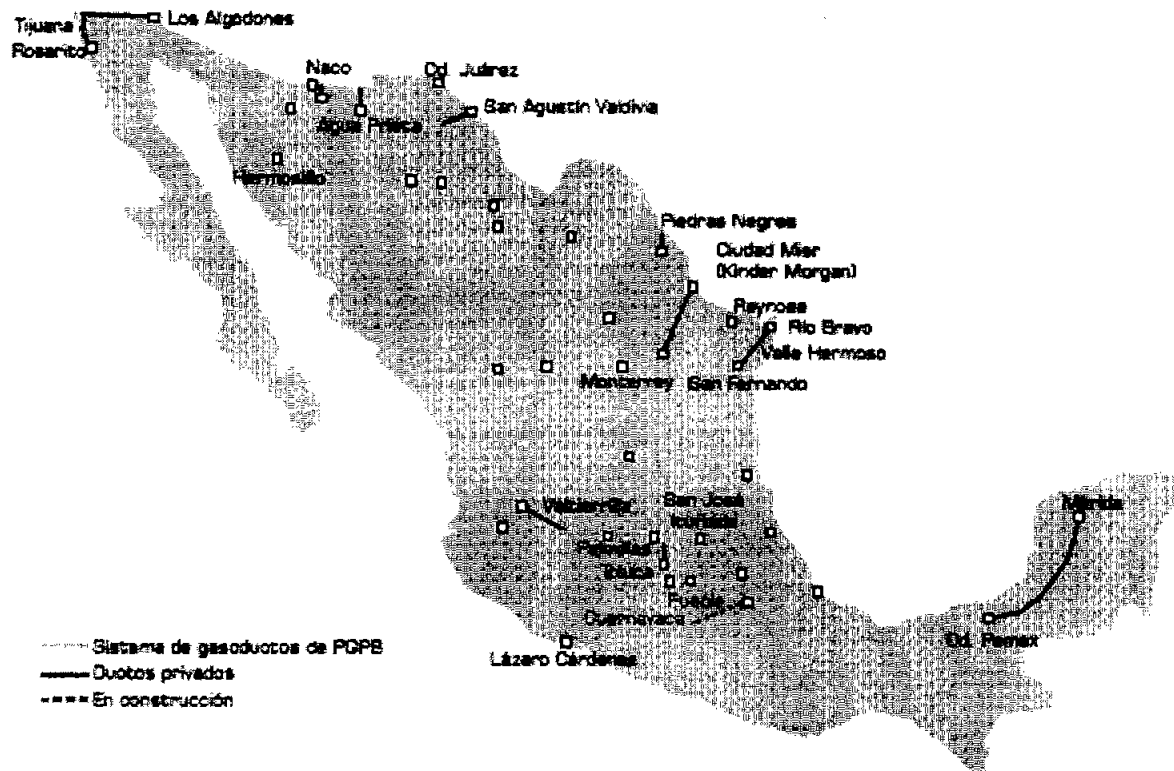 Los Algodones
Tijuana
Rosarito
Naco
Cd. Juárez
San Agustín Valdivia
Agua Prieta
Hermosillo
Piedras Negras
Ciudad Mier
(Kinder Morgan)
Reynosa
Río Bravo
Valle Hermoso
Monterrey
San Fernando
San José
Iturbide
Mérida
Valtierrilla
Palmillas
Toluca
Puebla
Cuernavaca
Cd. Pemex
Lázaro Cárdenas
Sistema de gasoductos de PGPB
Ductos privados
En construcción